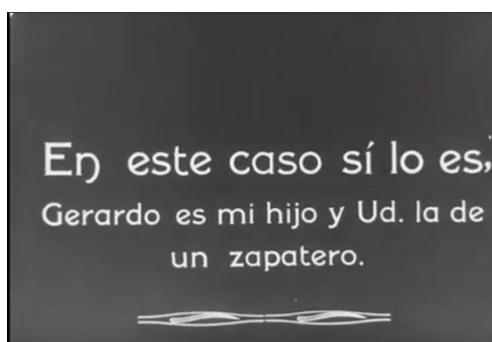 En este caso sí lo es,
Gerardo es mi hijo y Ud. la de
un zapatero.